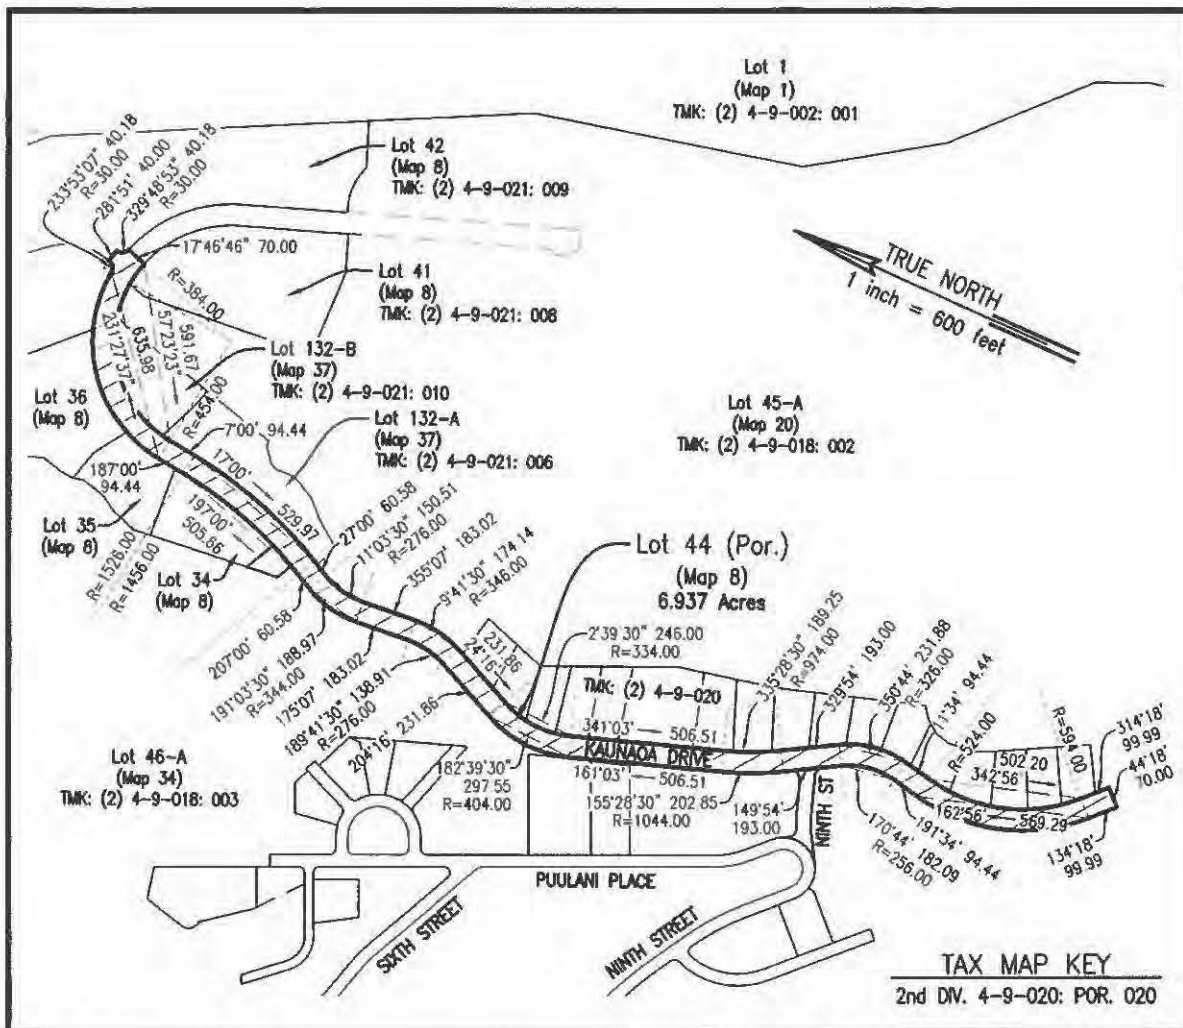 Lot 1
(Map 1)
TMK: (2) 4-9-002: 001
233°53'07" 40.18
R=30.00
281°51' 40.00
329°48'53" 40.18
R=30.00
Lot 42
(Map 8)
TMK: (2) 4-9-021: 009
17°46'46" 70.00
R=384.00
Lot 41
(Map 8)
TMK: (2) 4-9-021: 008
TRUE NORTH
1 inch = 600 feet
591.67
57°23'23"
635.98
231°27'37"
Lot 132-B
(Map 37)
TMK: (2) 4-9-021: 010
Lot 36
(Map 8)
R=454.00
7°00' 94.44
Lot 132-A
(Map 37)
TMK: (2) 4-9-021: 006
Lot 45-A
(Map 20)
TMK: (2) 4-9-018: 002
187°00'
94.44
17°00'
529.97
197°00'
505.66
Lot 35
(Map 8)
R=1526.00
R=1456.00
Lot 34
(Map 8)
27°00' 60.58
11°03'30" 150.51
R=276.00
355°07' 183.02
9°41'30" 174.14
R=346.00
Lot 44 (Por.)
(Map 8)
6.937 Acres
207°00' 60.58
191°03'30" 188.97
R=344.00
175°07' 183.02
189°41'30" 138.91
R=276.00
204°16' 231.86
231.86
24°16'
2°39'30" 246.00
R=334.00
TMK: (2) 4-9-020
341°03' 506.51
KAUNAOA DRIVE
161°03' 506.51
335°28'30" 189.25
R=974.00
329°54' 193.00
350°44' 231.88
R=326.00
11°34' 94.44
R=524.00
502.20
342°56'
R=594.00
314°18'
99.99
44°18'
70.00
Lot 46-A
(Map 34)
TMK: (2) 4-9-018: 003
182°39'30"
297.55
R=404.00
155°28'30" 202.85
R=1044.00
149°54'
193.00
NINTH ST
162°56' 569.29
170°44' 182.09
R=256.00
191°34' 94.44
134°18'
99.99
PUULANI PLACE
SIXTH STREET
NINTH STREET
TAX MAP KEY
2nd DIV. 4-9-020: POR. 020